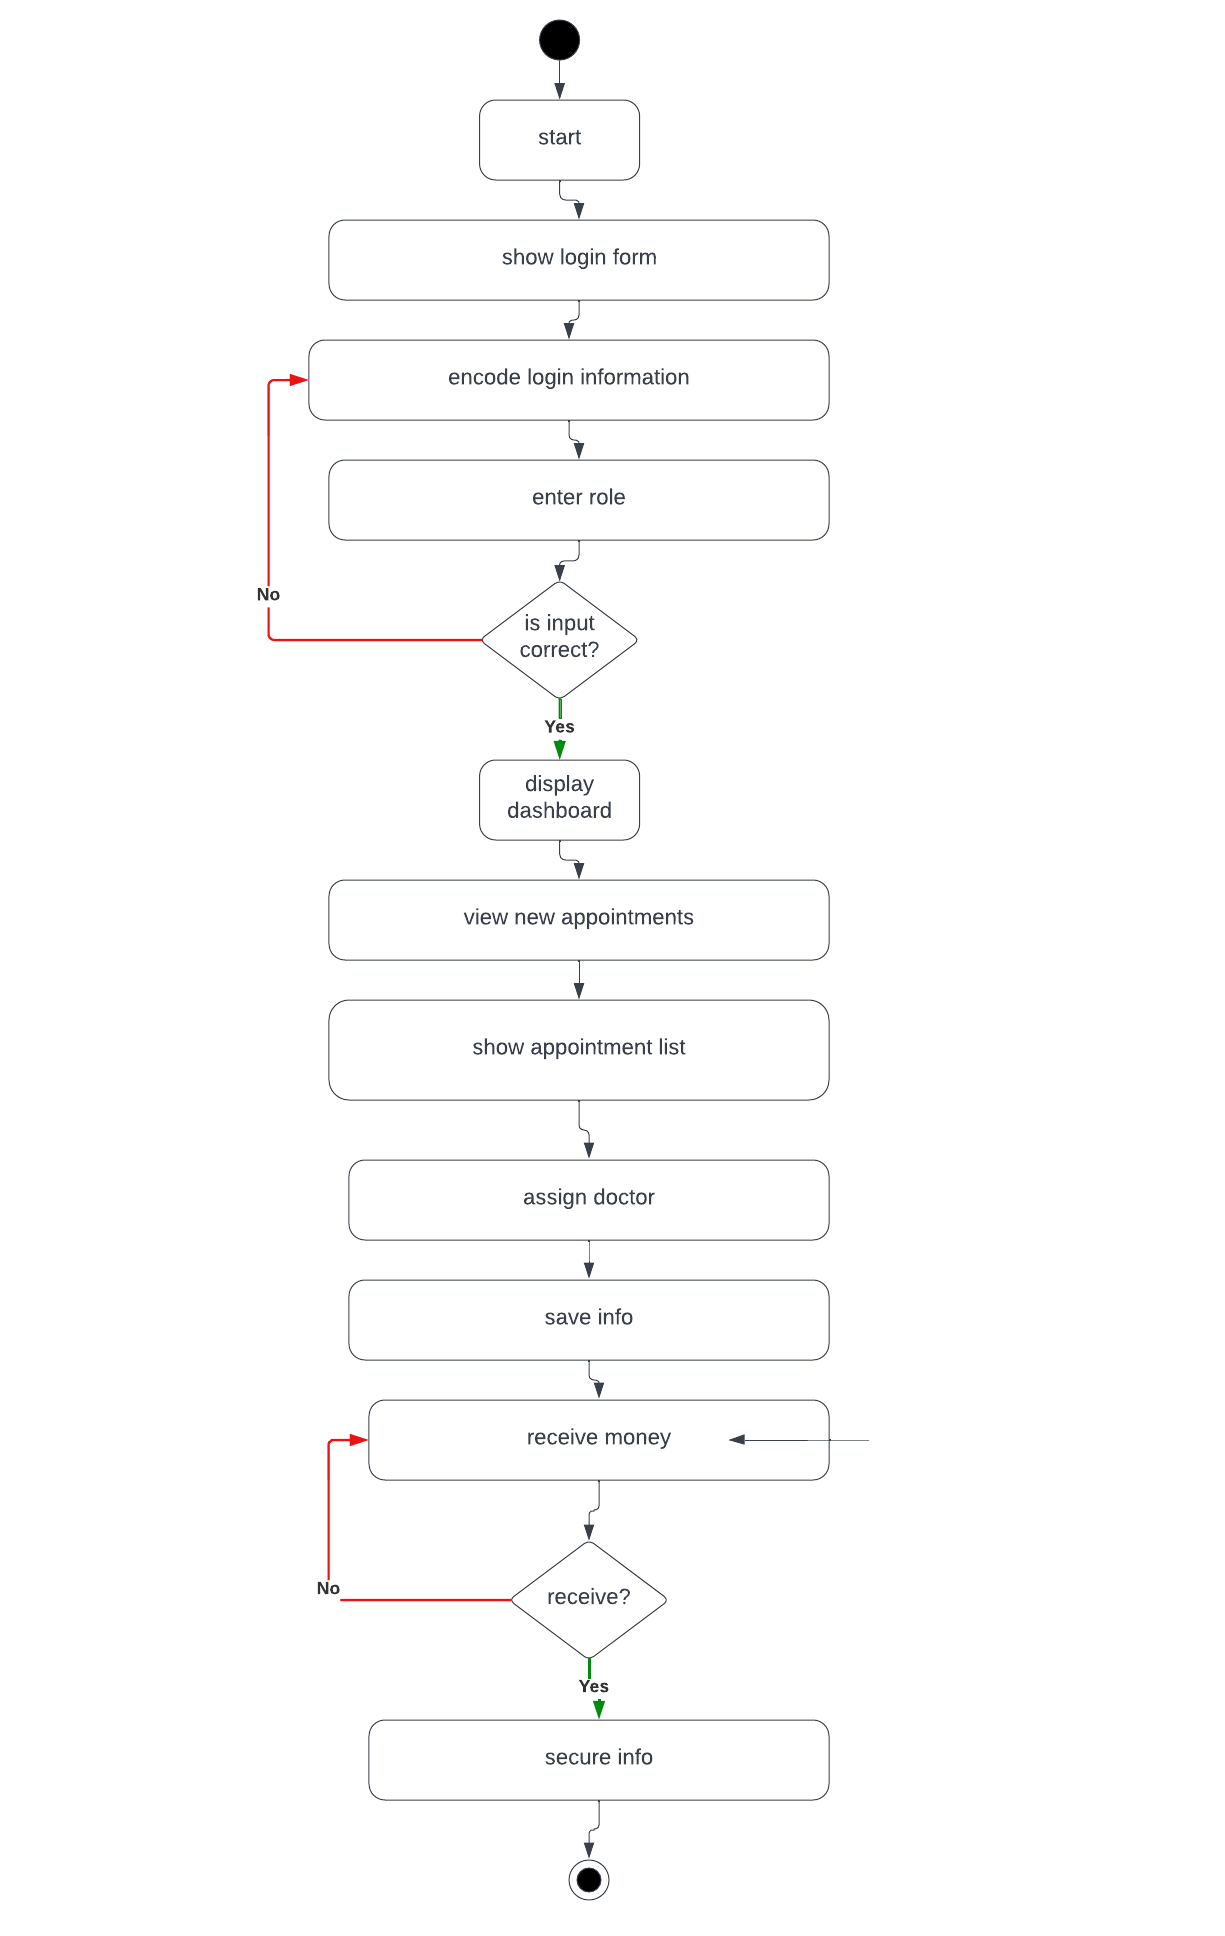 start
show login form
encode login information
enter role
No
is input
correct?
Yes
display
dashboard
view new appointments
show appointment list
assign doctor
save info
receive money
No
receive?
Yes
secure info